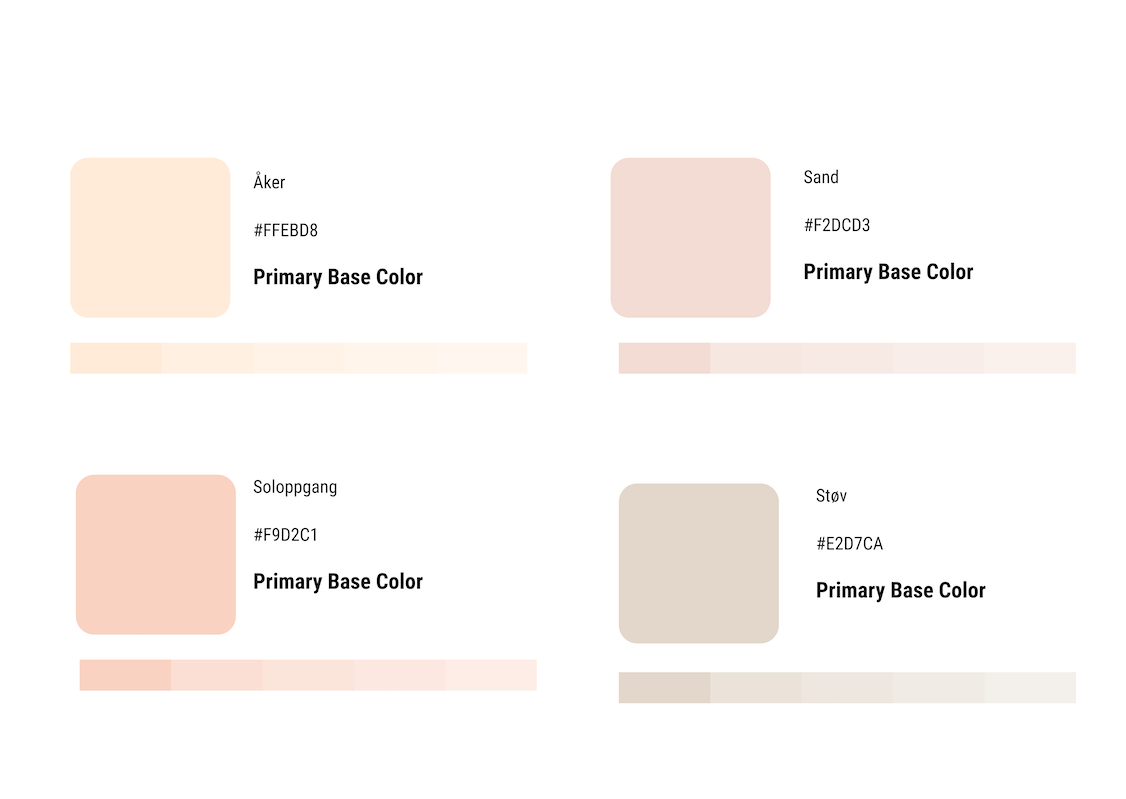 Åker
#FFEBD8
Primary Base Color
Sand
#F2DCD3
Primary Base Color
Soloppgang
#F9D2C1
Primary Base Color
Støv
#E2D7CA
Primary Base Color